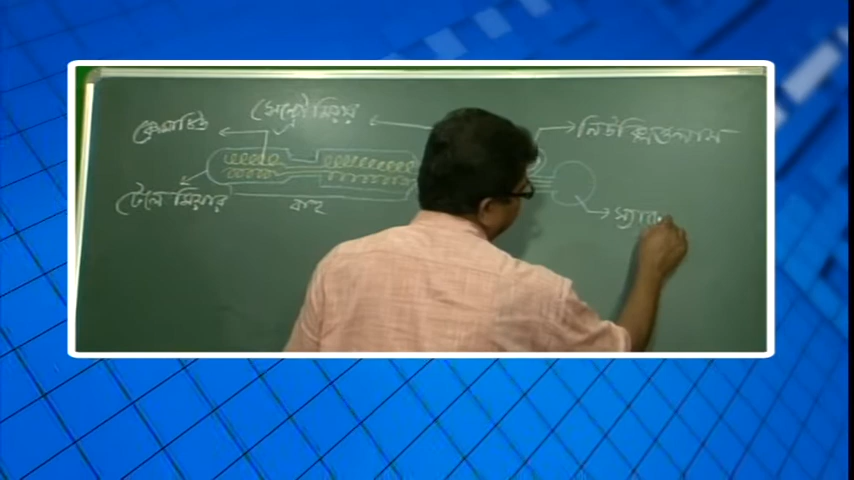 সেন্ট্রোমিয়ার
ক্রোমাটিড
নিউক্লিওলাস
টেলোমিয়ার
বাহু
স্যা